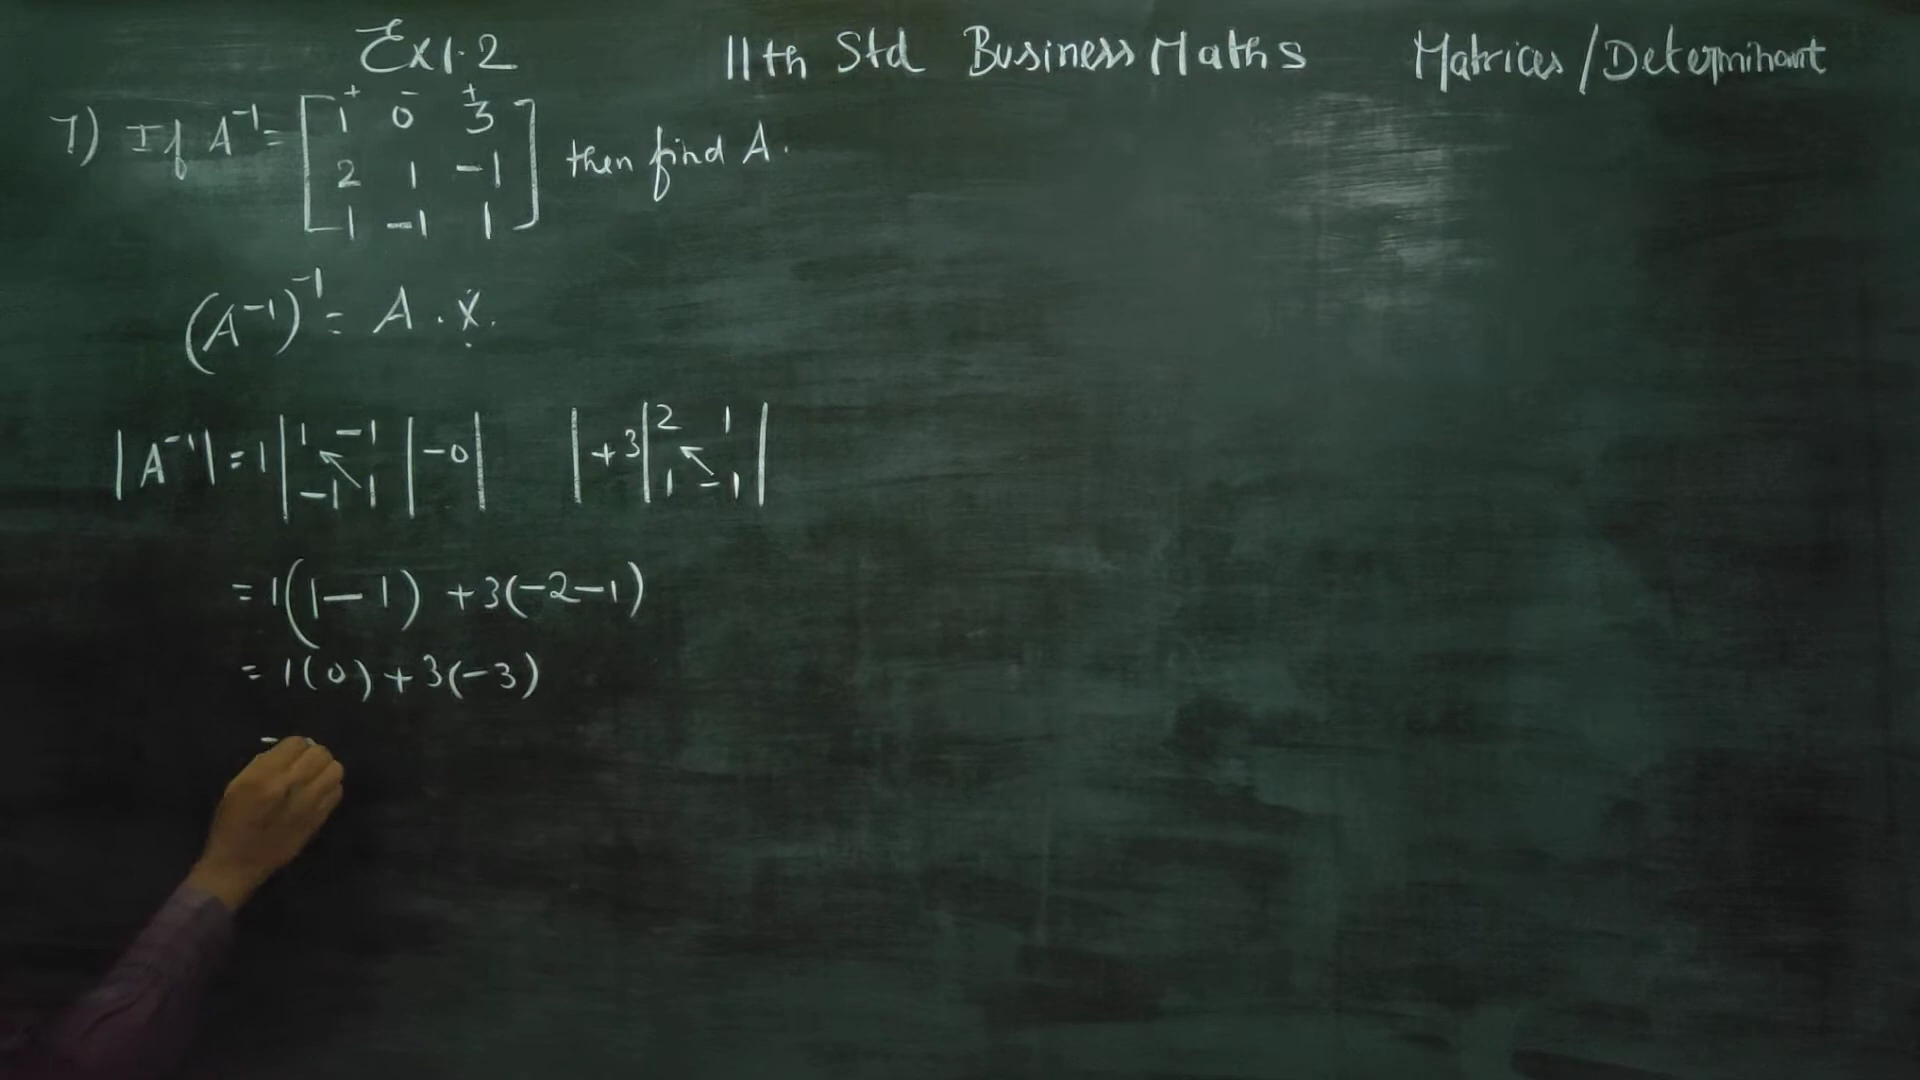 Ex 1.2 11th Std Business Maths Matrices/Determinant
7) If A⁻¹ = [1 0 3; 2 1 -1; 1 -1 1] then find A.
+ - +
(A⁻¹)⁻¹ = A.
|A⁻¹| = 1 |1 -1; -1 1| -0 | | +3 |2 1; 1 -1|
= 1(1-1) +3(-2-1)
= 1(0)+3(-3)